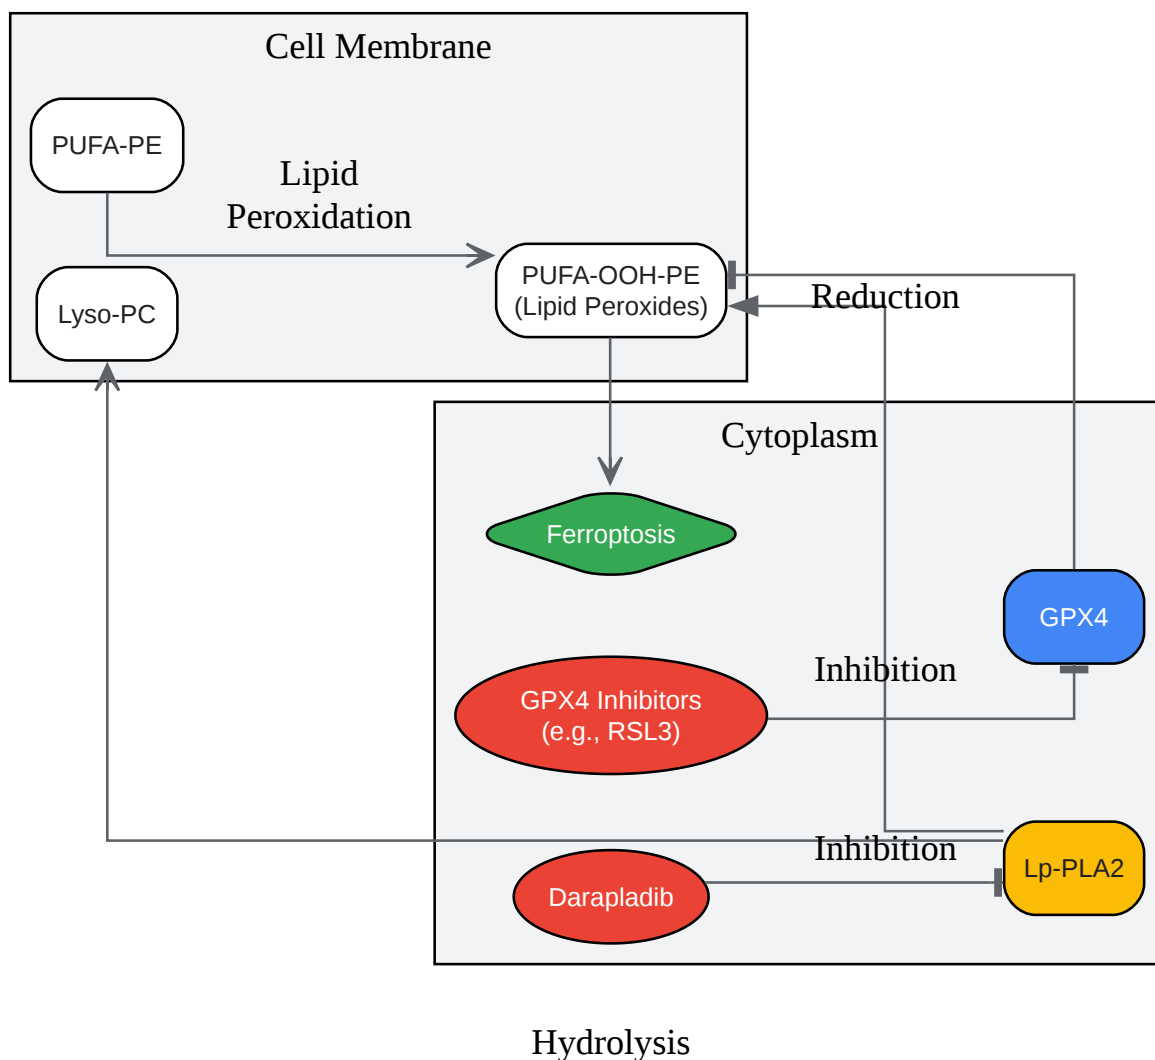 Cell Membrane
PUFA-PE
Lipid
Peroxidation
PUFA-OOH-PE
(Lipid Peroxides)
Lyso-PC
Reduction
Cytoplasm
Ferroptosis
GPX4
Inhibition
GPX4 Inhibitors
(e.g., RSL3)
Inhibition
Lp-PLA2
Darapladib
Hydrolysis